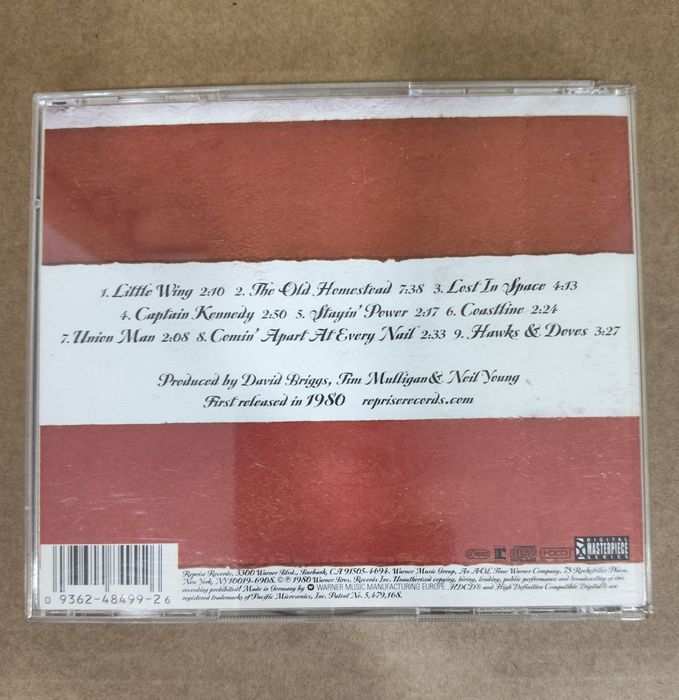 1. Little Wing 2:10 2. The Old Homestead 7:38 3. Lost In Space 4:13
4. Captain Kennedy 2:50 5. Stayin' Power 2:17 6. Coastline 2:24
7. Union Man 2:08 8. Comin' Apart At Every Nail 2:33 9. Hawks & Doves 3:27
Produced by David Briggs, Tim Mulligan & Neil Young
First released in 1980 repriserecords.com
HDCD
DIGITAL
MASTERPIECE
SERIES
Reprise Records, 3300 Warner Blvd., Burbank, CA 91505-4694. Warner Music Group, An AOL Time Warner Company. 75 Rockefeller Plaza,
New York, NY 10019-6908. © ℗ 1980 Warner Bros. Records Inc. Unauthorized copying, hiring, lending, public performance and broadcasting of this
recording prohibited! Made in Germany by WARNER MUSIC MANUFACTURING EUROPE. HDCD® and High Definition Compatible Digital® are
registered trademarks of Pacific Microsonics, Inc. Patent No. 5,479,168.
0 9362-48499-2 6